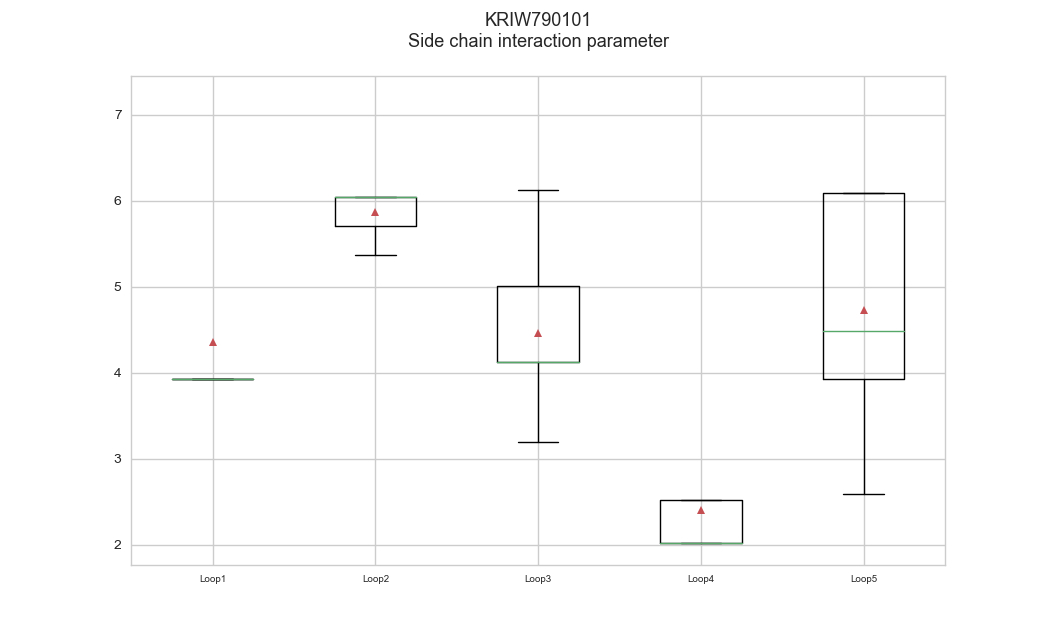 KRIW790101
Side chain interaction parameter
7
6
5
4
3
2
Loop1
Loop2
Loop3
Loop4
Loop5